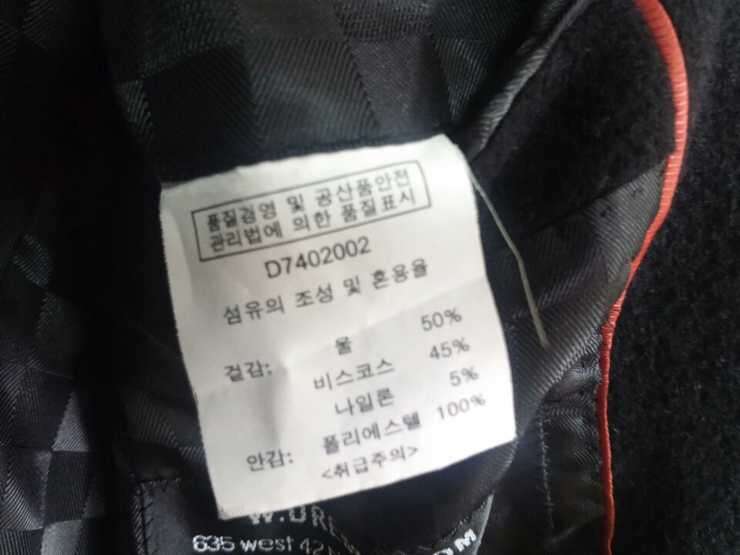 품질경영 및 공산품안전
관리법에 의한 품질표시
D7402002
섬유의 조성 및 혼용율
겉감: 울 50%
비스코스 45%
나일론 5%
안감: 폴리에스텔 100%
<취급주의>
635 west